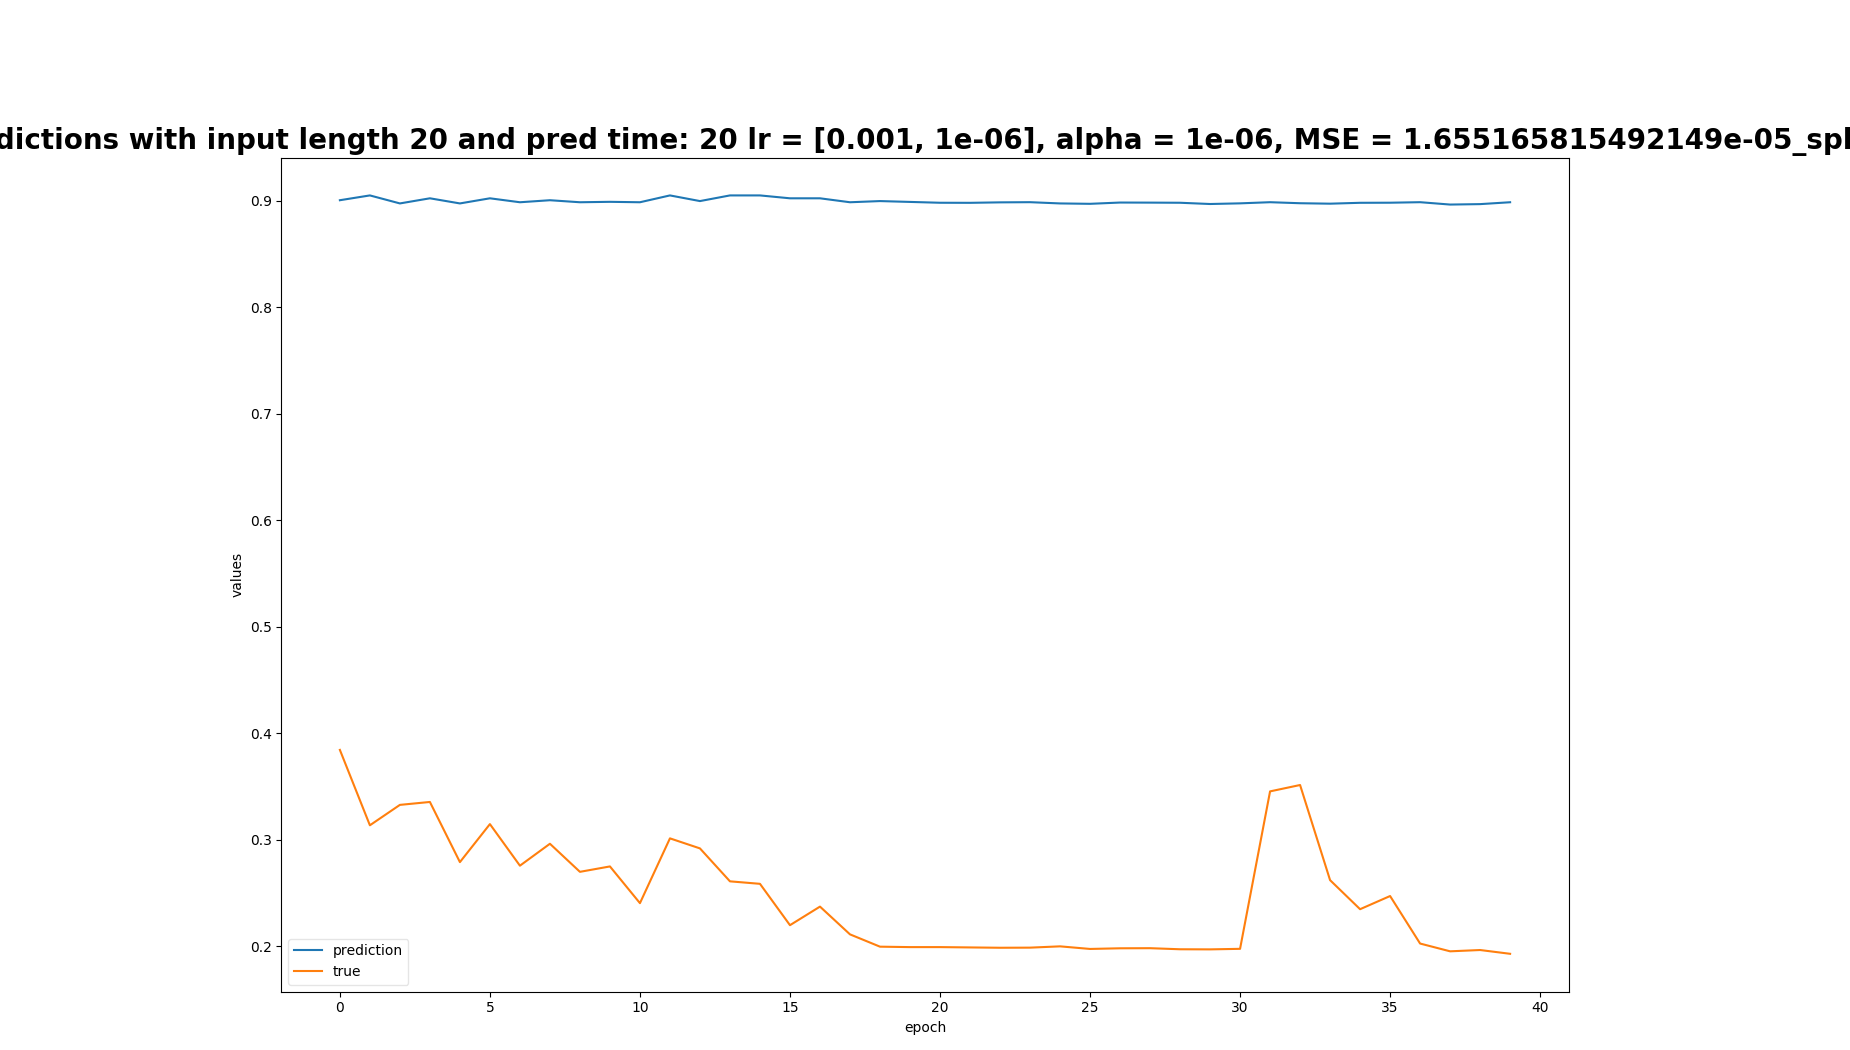 dictions with input length 20 and pred time: 20 lr = [0.001, 1e-06], alpha = 1e-06, MSE = 1.655165815492149e-05_spl
0.9
0.8
0.7
0.6
0.5
0.4
0.3
0.2
values
prediction
true
0 5 10 15 20 25 30 35 40
epoch